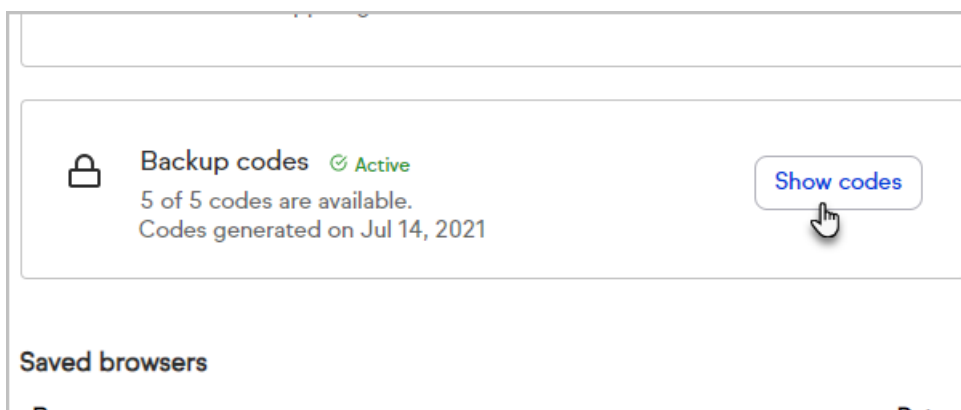 Backup codes Active
Show codes
5 of 5 codes are available.
Codes generated on Jul 14, 2021
Saved browsers